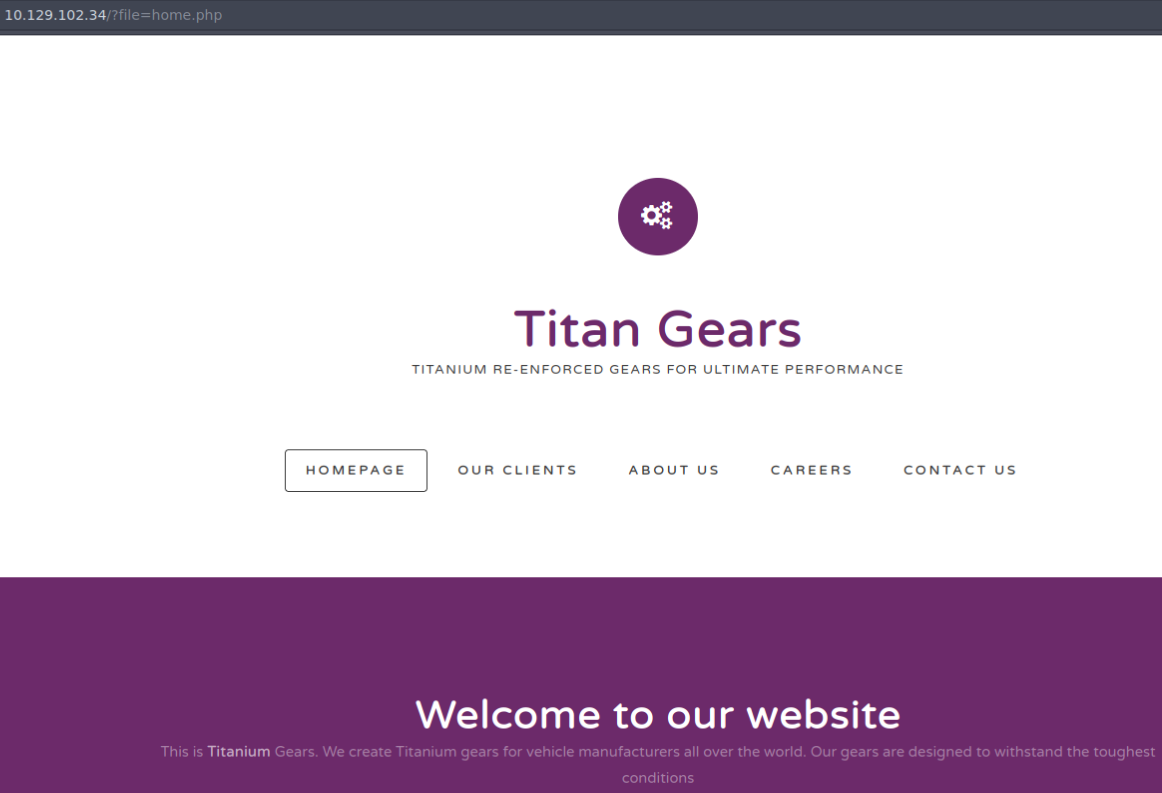 10.129.102.34/?file=home.php
Titan Gears
TITANIUM RE-ENFORCED GEARS FOR ULTIMATE PERFORMANCE
HOMEPAGE OUR CLIENTS ABOUT US CAREERS CONTACT US
Welcome to our website
This is Titanium Gears. We create Titanium gears for vehicle manufacturers all over the world. Our gears are designed to withstand the toughest
conditions